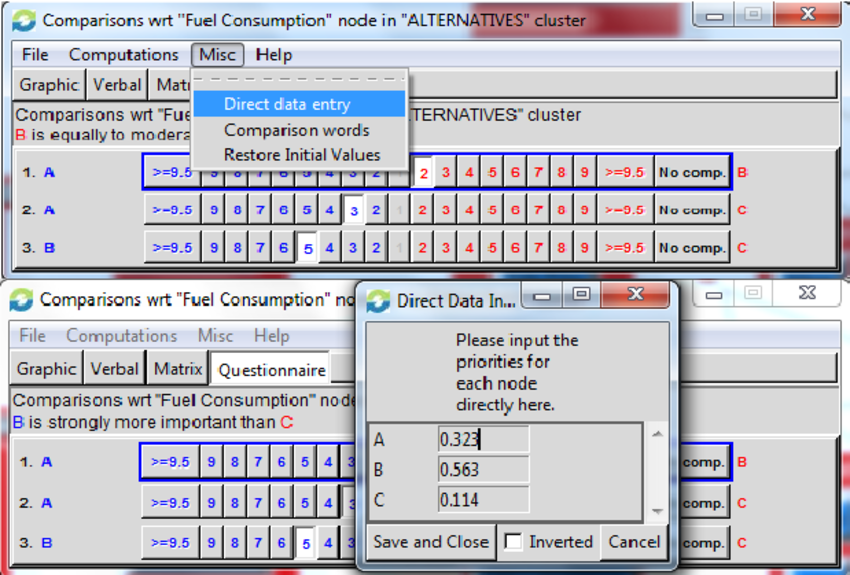 Comparisons wrt "Fuel Consumption" node in "ALTERNATIVES" cluster
File Computations Misc Help
Graphic Verbal Matr
Direct data entry
Comparison words
Restore Initial Values
Comparisons wrt "Fue TERNATIVES" cluster
B is equally to modera
1. A >=9.5 9 8 7 6 5 4 3 2 1 2 3 4 5 6 7 8 9 >=9.5 No comp. B
2. A >=9.5 9 8 7 6 5 4 3 2 1 2 3 4 5 6 7 8 9 >=9.5 No comp. C
3. B >=9.5 9 8 7 6 5 4 3 2 1 2 3 4 5 6 7 8 9 >=9.5 No comp. C
Comparisons wrt "Fuel Consumption" no
File Computations Misc Help
Graphic Verbal Matrix Questionnaire
Comparisons wrt "Fuel Consumption" node
B is strongly more important than C
1. A >=9.5 9 8 7 6 5 4 3 comp. B
2. A >=9.5 9 8 7 6 5 4 3 comp. C
3. B >=9.5 9 8 7 6 5 4 3 comp. C
Direct Data In...
Please input the
priorities for
each node
directly here.
A 0.323
B 0.563
C 0.114
Save and Close Inverted Cancel